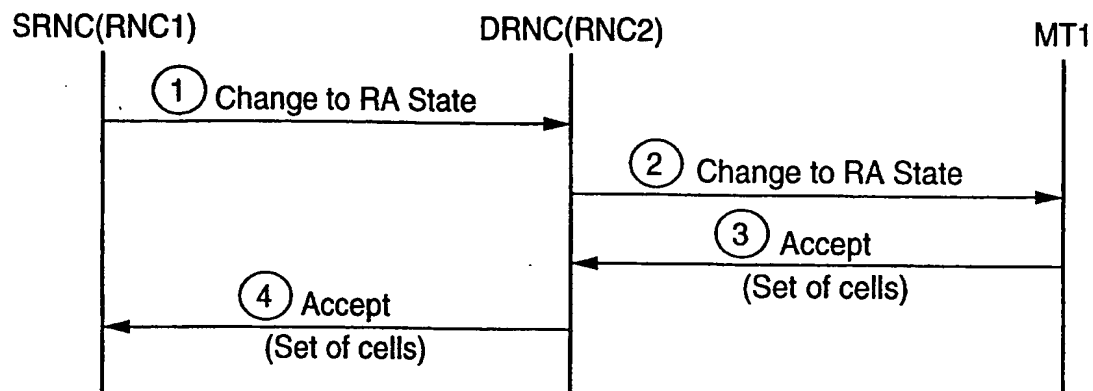 SRNC(RNC1)
DRNC(RNC2)
MT1
1 Change to RA State
2 Change to RA State
3 Accept
(Set of cells)
4 Accept
(Set of cells)